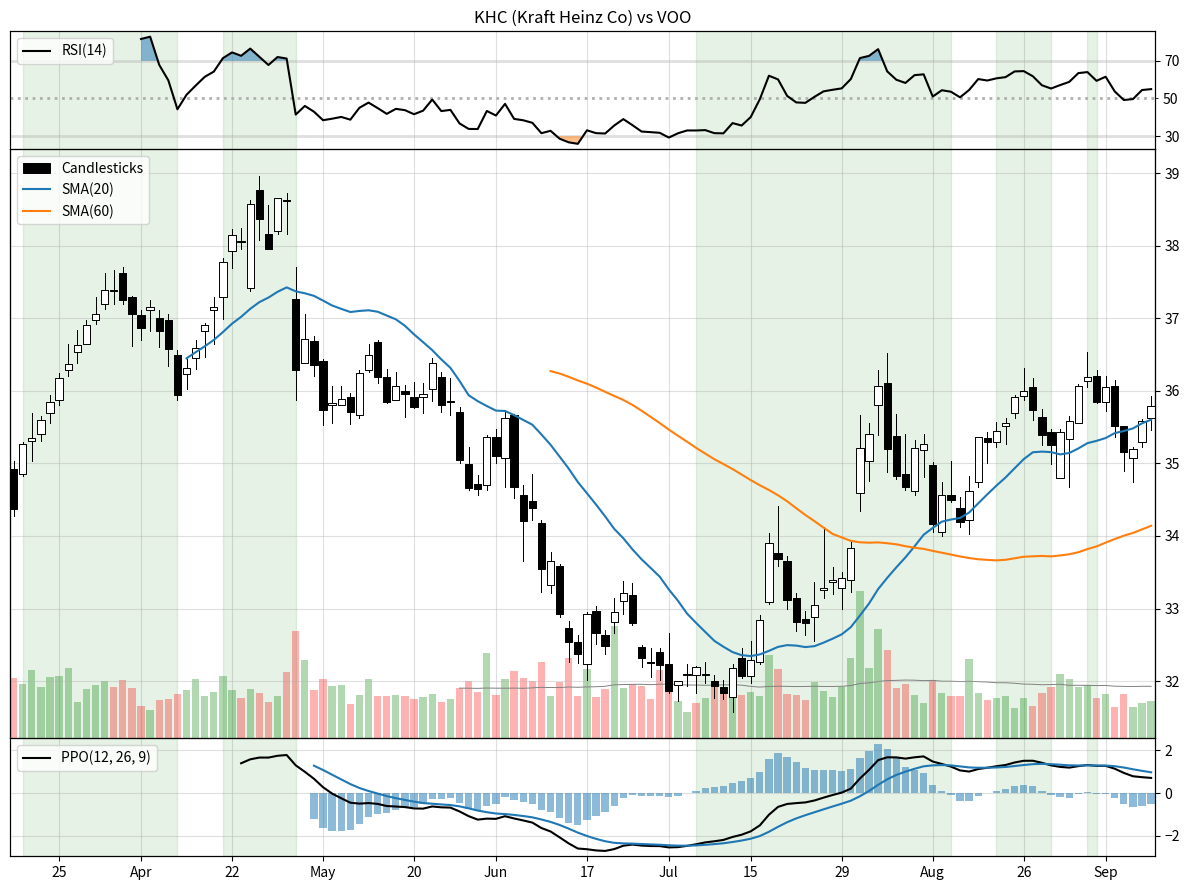 KHC (Kraft Heinz Co) vs VOO
RSI(14)
70
50
30
Candlesticks
SMA(20)
SMA(60)
39
38
37
36
35
34
33
32
PPO(12, 26, 9)
2
0
−2
25 Apr 22 May 20 Jun 17 Jul 15 29 Aug 26 Sep